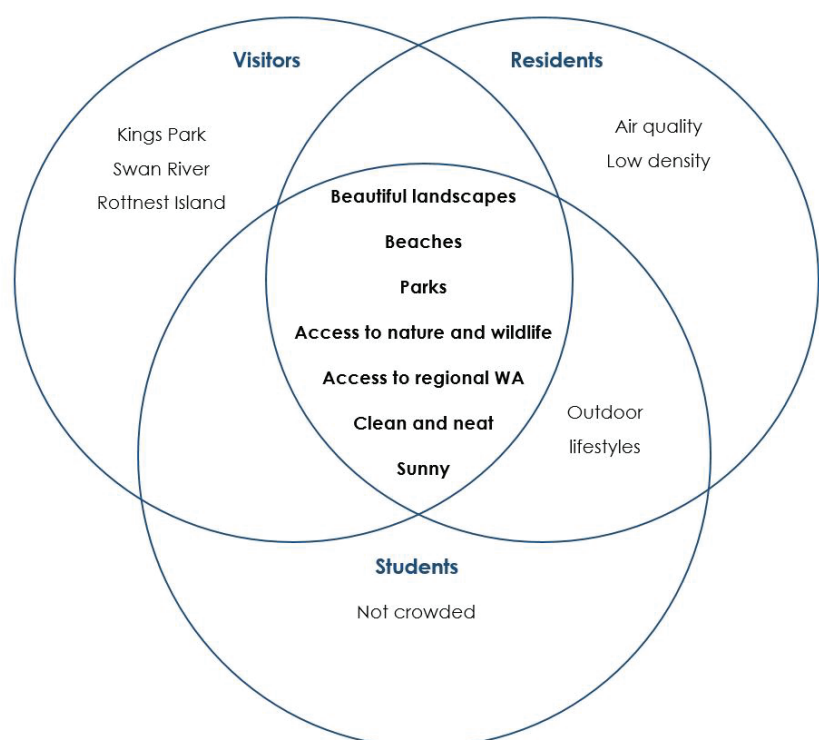 Visitors
Residents
Kings Park
Swan River
Rottnest Island
Air quality
Low density
Beautiful landscapes
Beaches
Parks
Access to nature and wildlife
Access to regional WA
Clean and neat
Sunny
Outdoor
lifestyles
Students
Not crowded